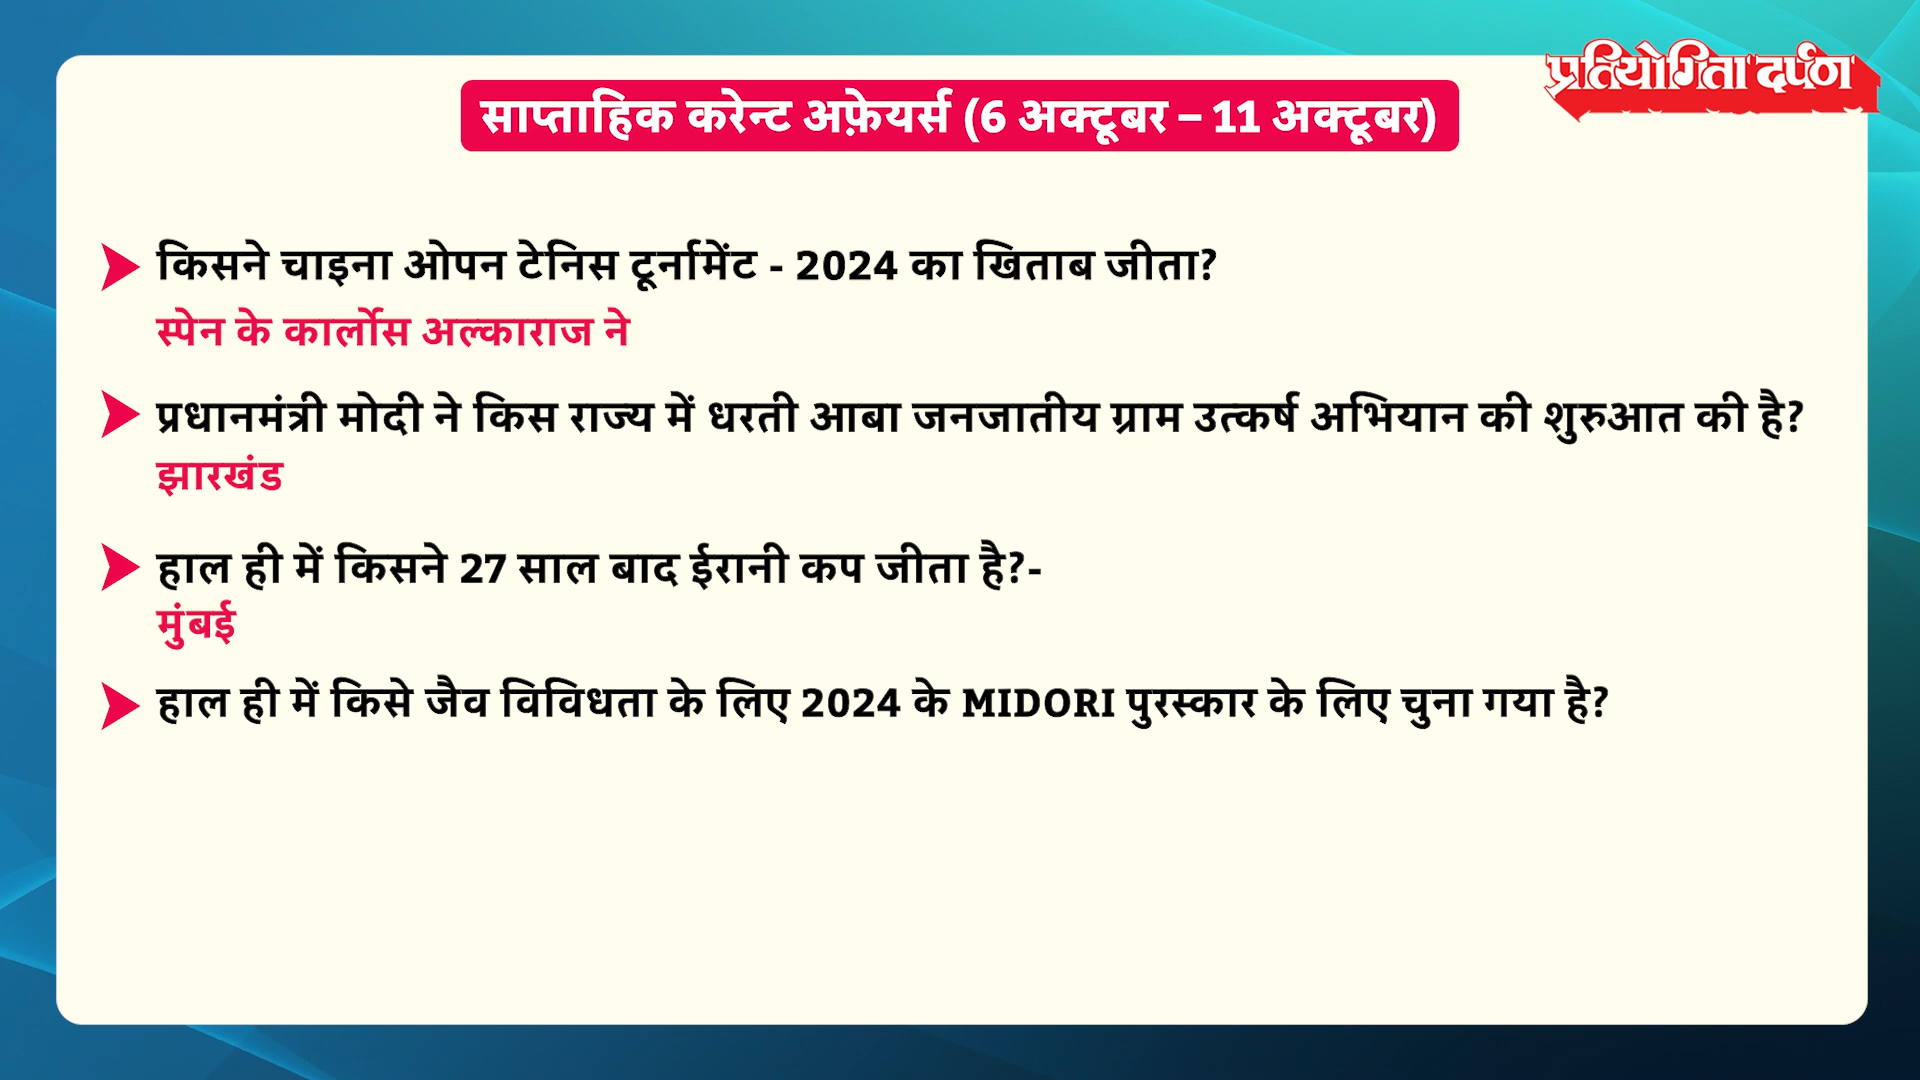 प्रतियोगिता दर्पण
साप्ताहिक करेन्ट अफ़ेयर्स (6 अक्टूबर – 11 अक्टूबर)
किसने चाइना ओपन टेनिस टूर्नामेंट - 2024 का खिताब जीता?
स्पेन के कार्लोस अल्काराज ने
प्रधानमंत्री मोदी ने किस राज्य में धरती आबा जनजातीय ग्राम उत्कर्ष अभियान की शुरुआत की है?
झारखंड
हाल ही में किसने 27 साल बाद ईरानी कप जीता है?-
मुंबई
हाल ही में किसे जैव विविधता के लिए 2024 के MIDORI पुरस्कार के लिए चुना गया है?